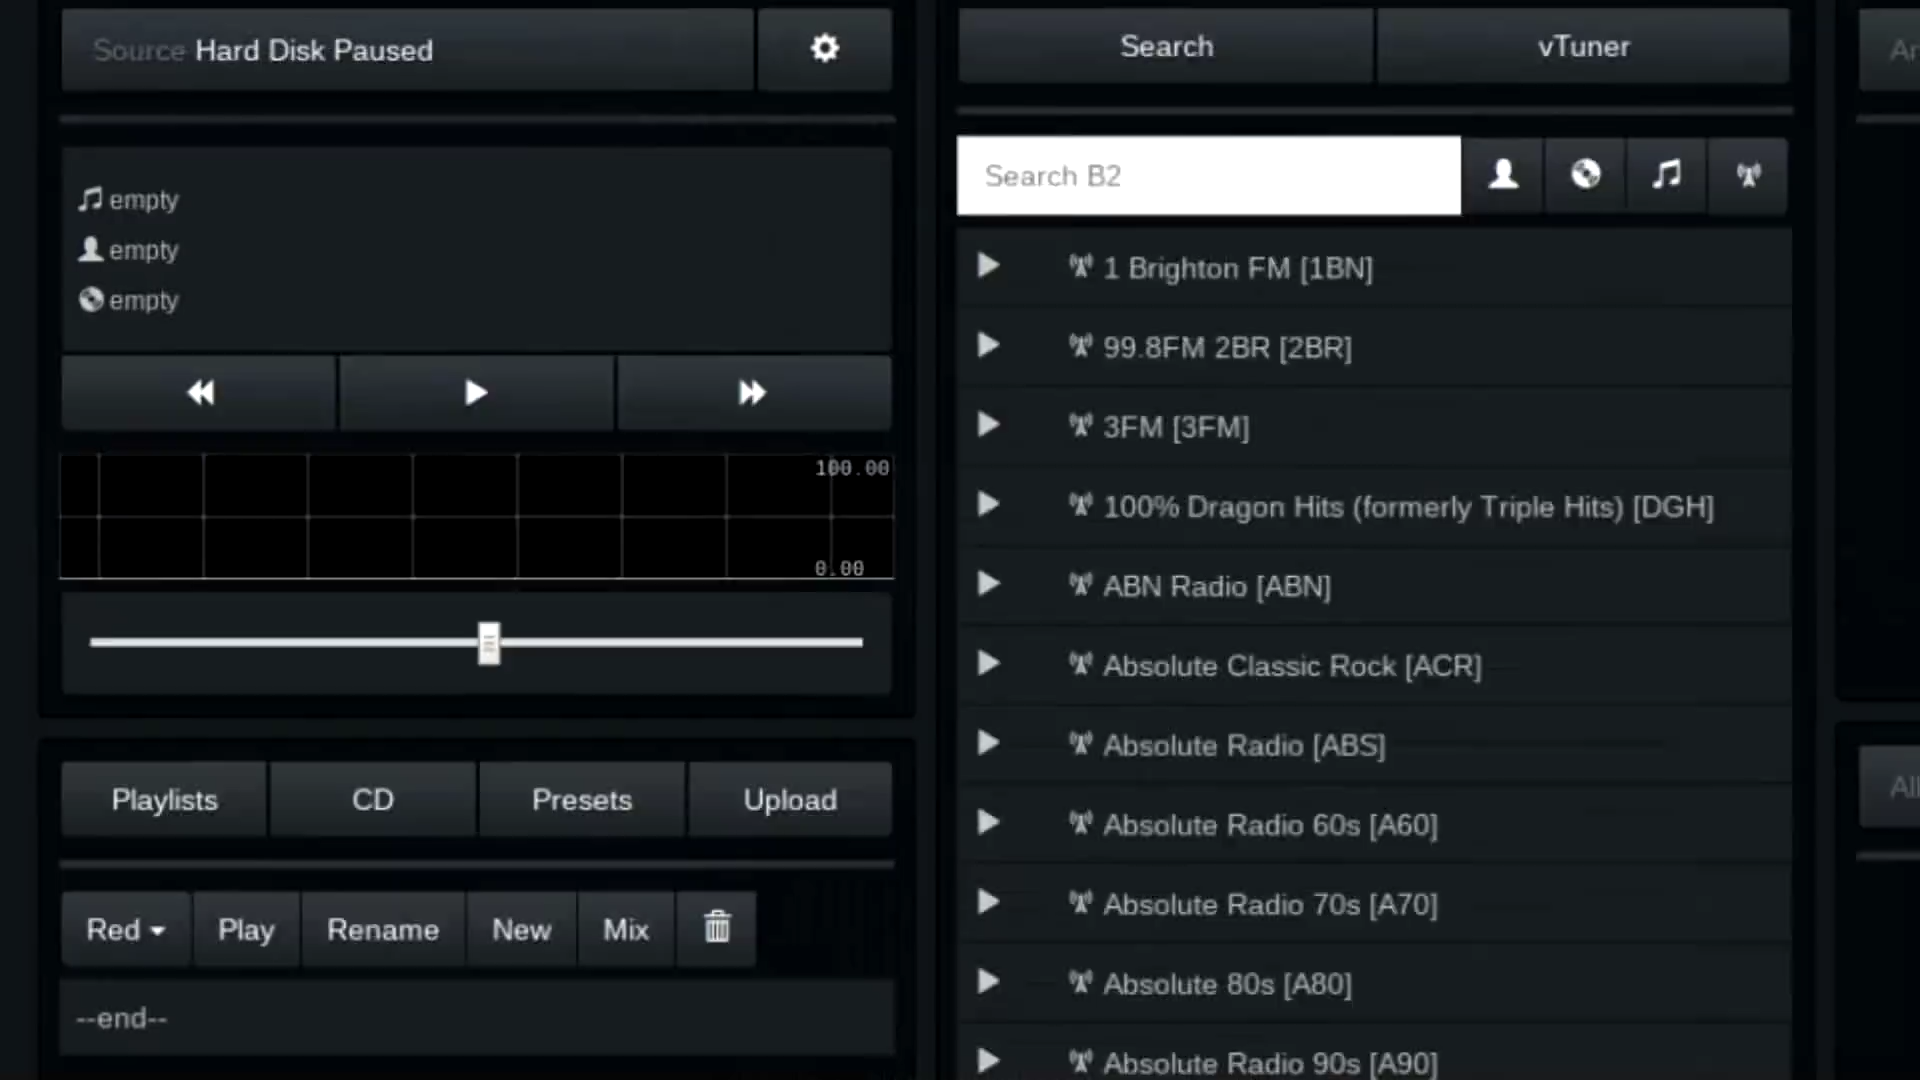 Source Hard Disk Paused
empty
empty
empty
100.00
0.00
Playlists CD Presets Upload
Red Play Rename New Mix
--end--
Search vTuner
Search B2
1 Brighton FM [1BN]
99.8FM 2BR [2BR]
3FM [3FM]
100% Dragon Hits (formerly Triple Hits) [DGH]
ABN Radio [ABN]
Absolute Classic Rock [ACR]
Absolute Radio [ABS]
Absolute Radio 60s [A60]
Absolute Radio 70s [A70]
Absolute 80s [A80]
Absolute Radio 90s [A90]
All